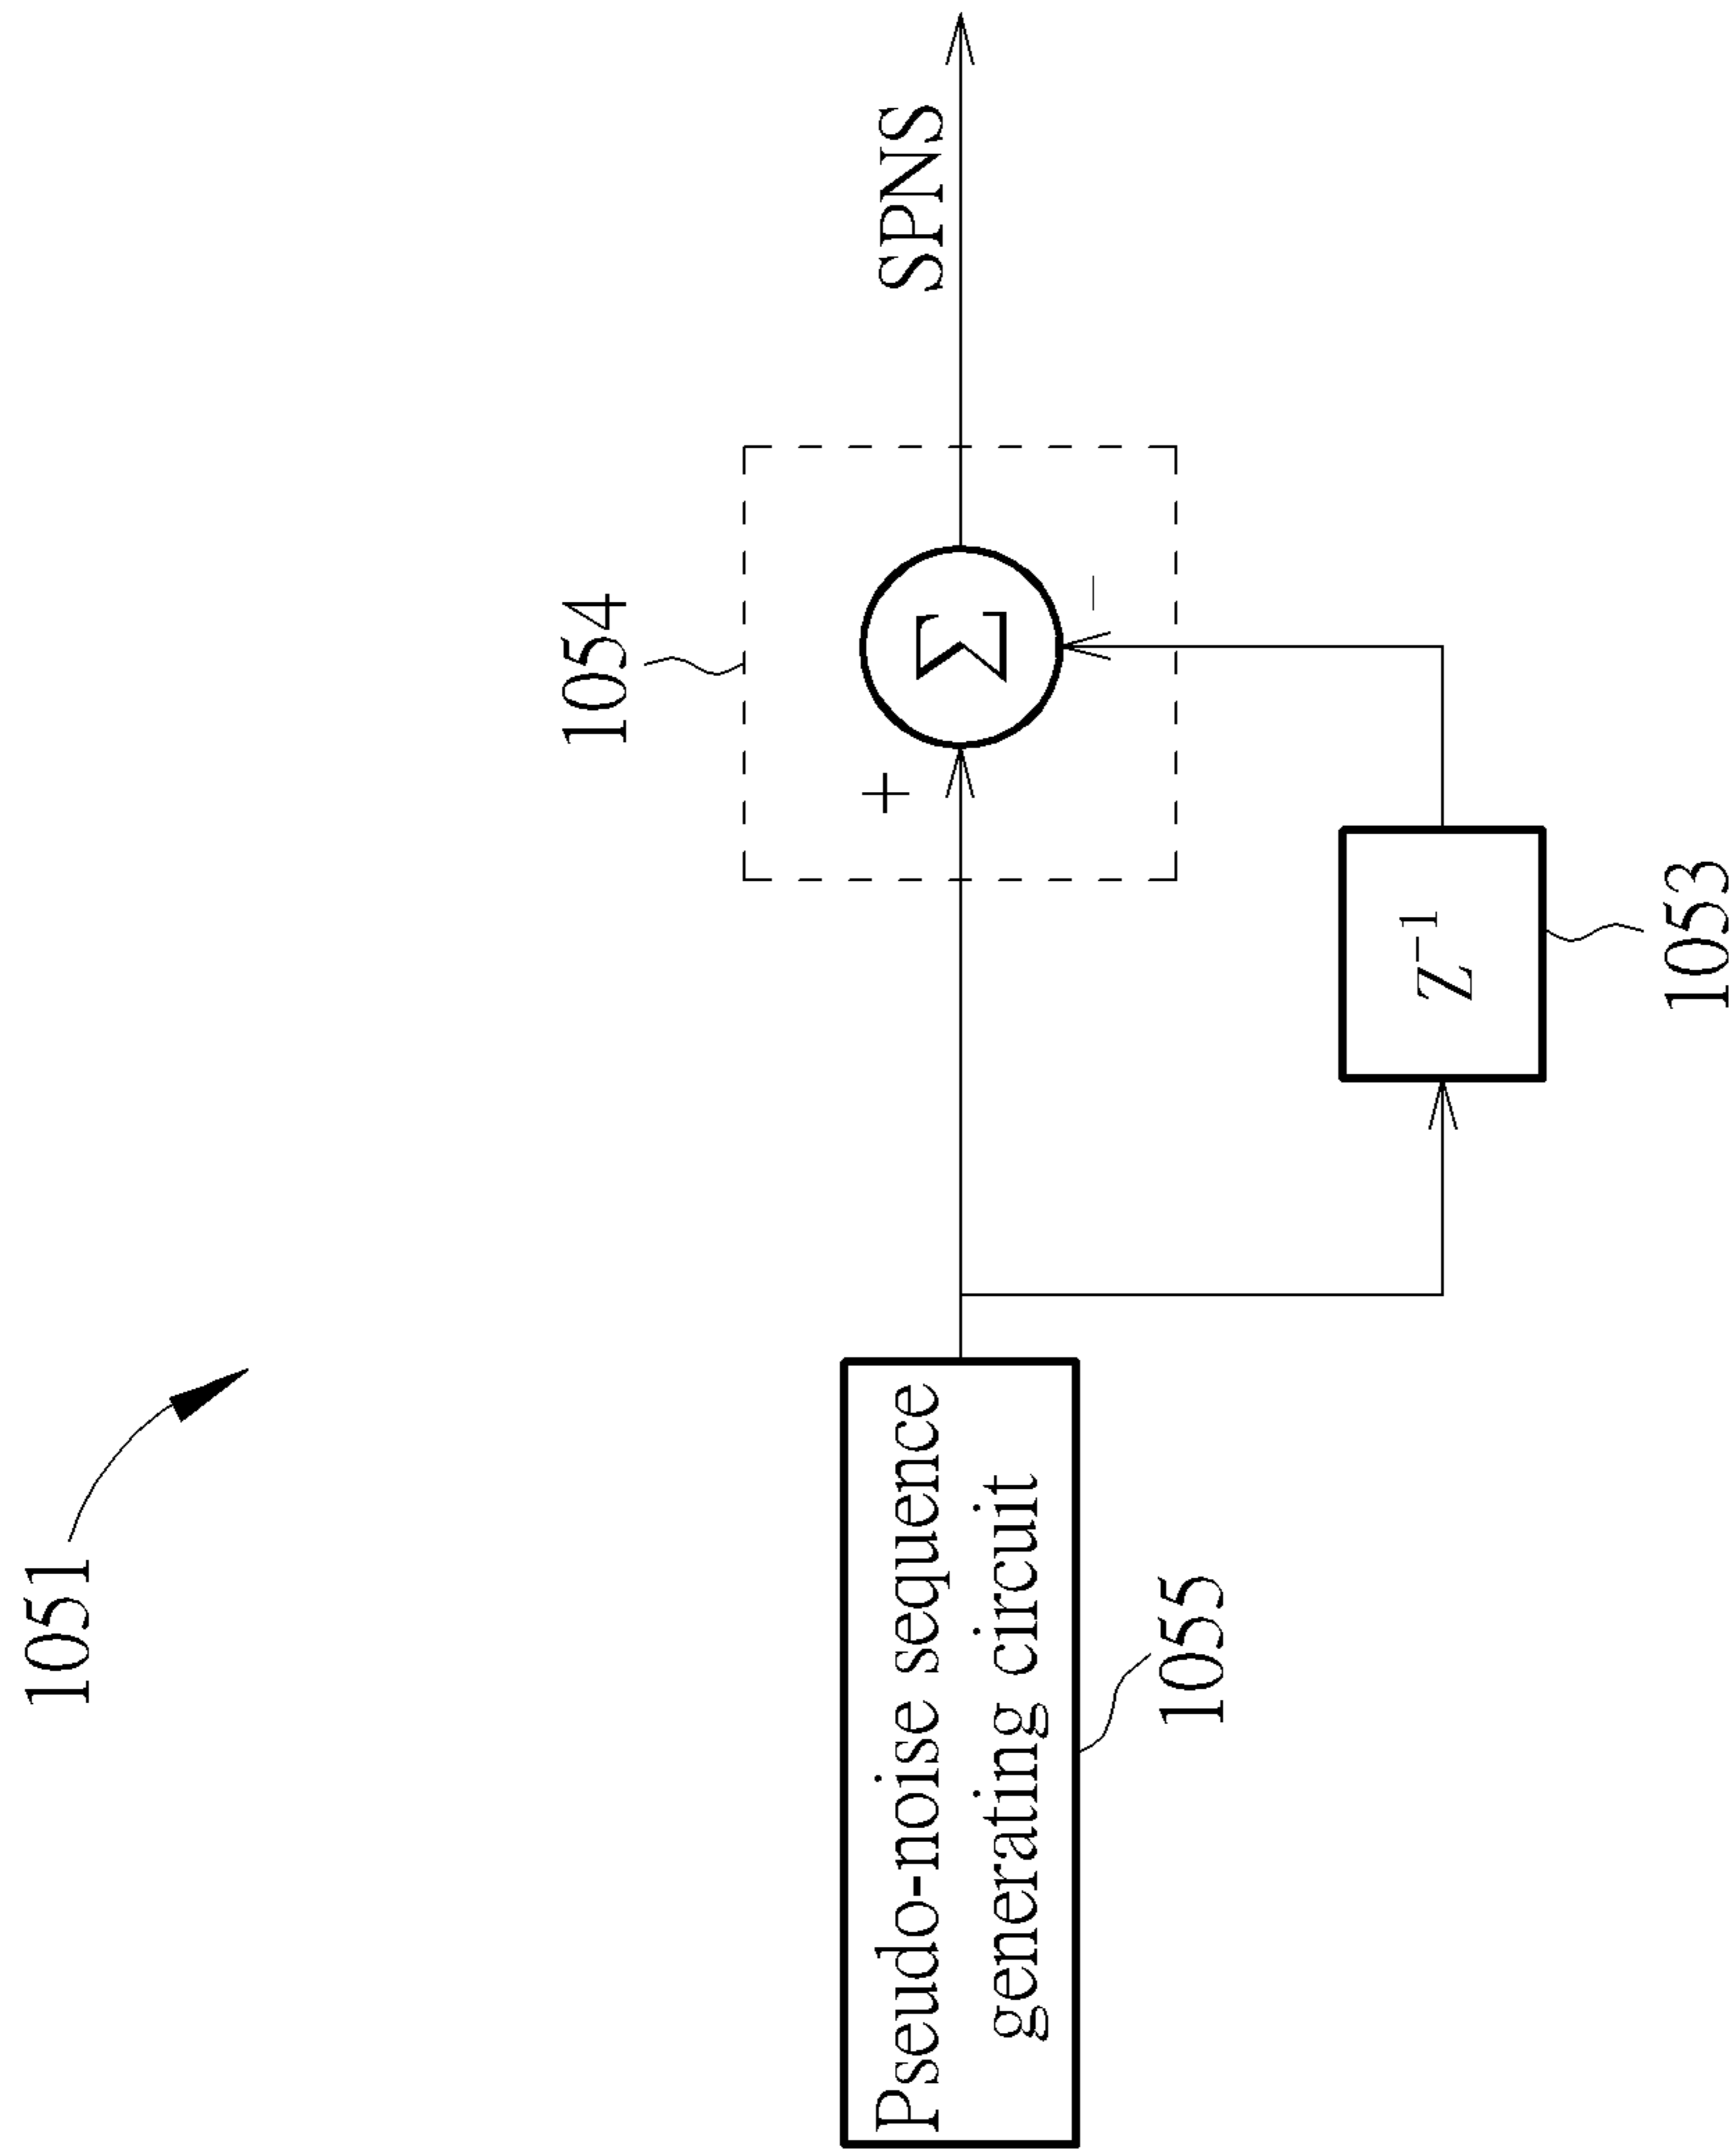 1051
1054
SPNS
+
Σ
−
Pseudo-noise sequence
generating circuit
z⁻¹
1055
1053